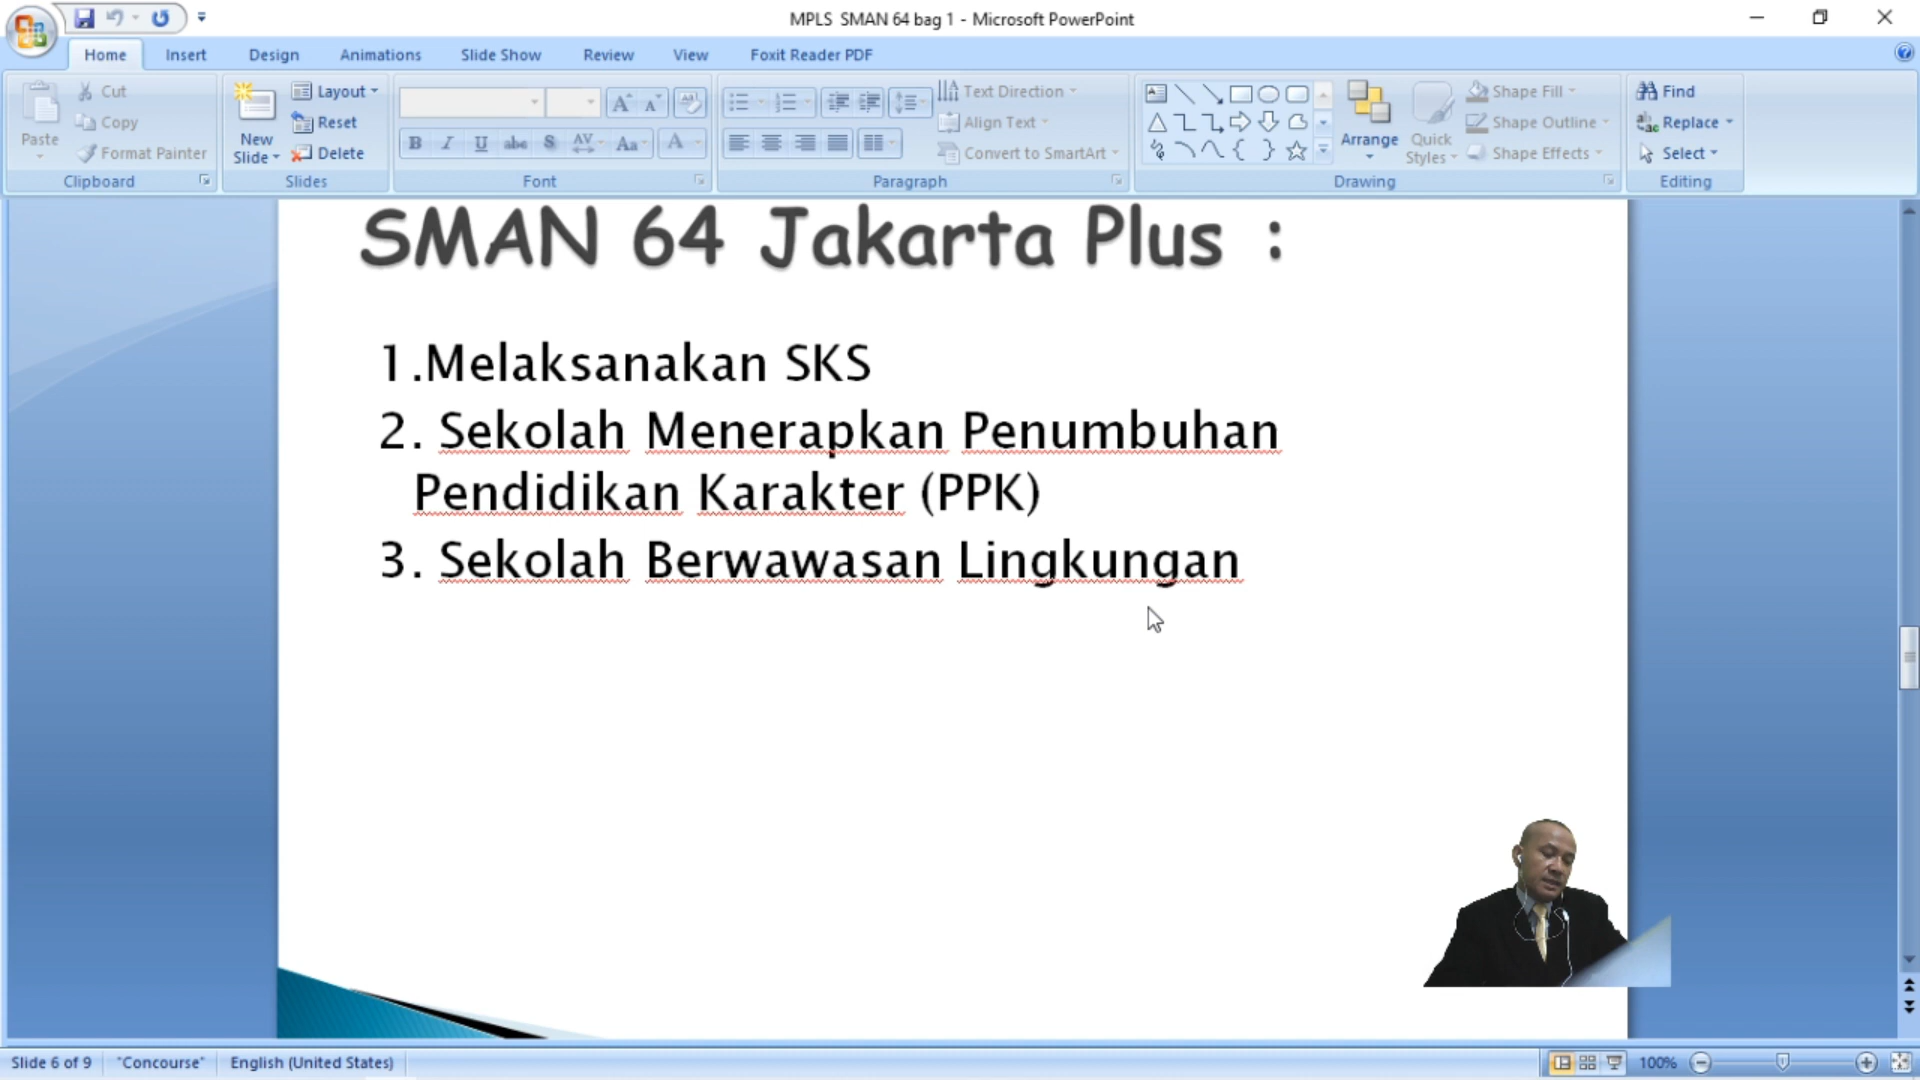 MPLS  SMAN 64 bag 1 - Microsoft PowerPoint
Home Insert Design Animations Slide Show Review View Foxit Reader PDF
Paste
Cut
Copy
Format Painter
Clipboard
New Slide
Layout
Reset
Delete
Slides
B I U abc S AV Aa A
Font
Text Direction
Align Text
Convert to SmartArt
Paragraph
Arrange
Quick Styles
Shape Fill
Shape Outline
Shape Effects
Drawing
Find
Replace
Select
Editing
SMAN 64 Jakarta Plus :
1.Melaksanakan SKS
2. Sekolah Menerapkan Penumbuhan
Pendidikan Karakter (PPK)
3. Sekolah Berwawasan Lingkungan
Slide 6 of 9 "Concourse" English (United States) 100%